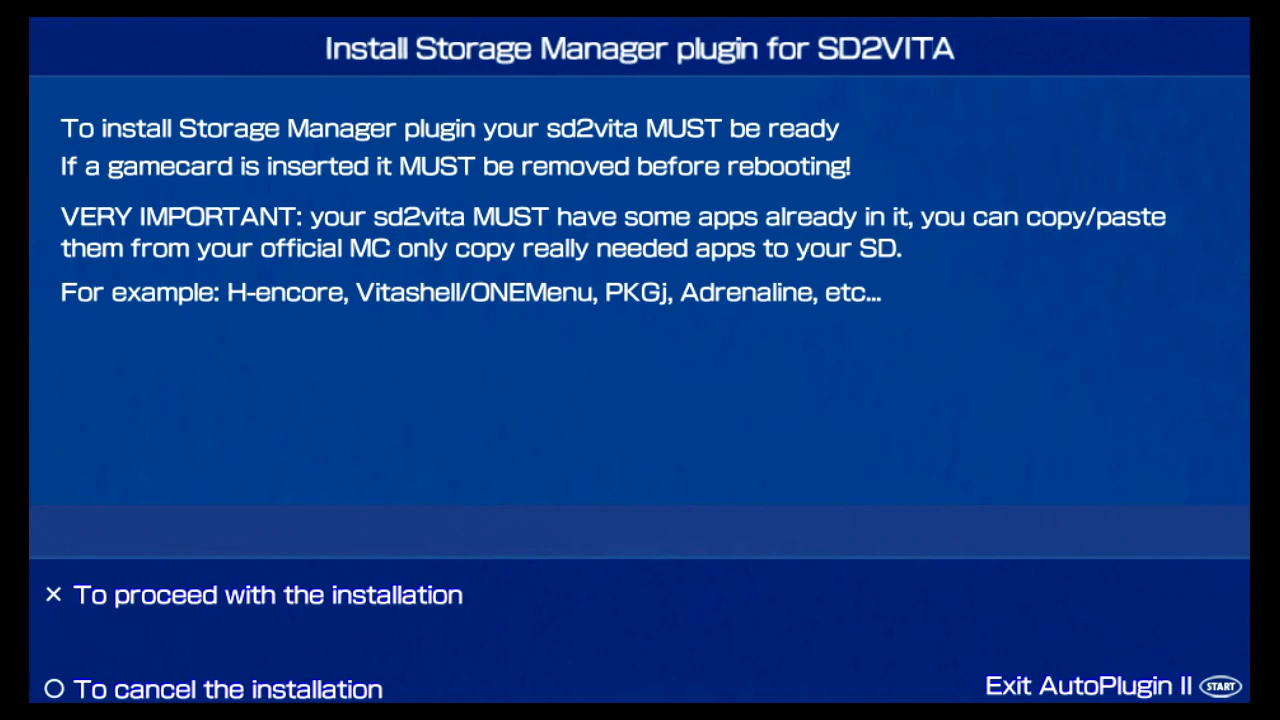 Install Storage Manager plugin for SD2VITA
To install Storage Manager plugin your sd2vita MUST be ready
If a gamecard is inserted it MUST be removed before rebooting!
VERY IMPORTANT: your sd2vita MUST have some apps already in it, you can copy/paste
them from your official MC only copy really needed apps to your SD.
For example: H-encore, Vitashell/ONEMenu, PKGj, Adrenaline, etc...
X To proceed with the installation
O To cancel the installation
Exit AutoPlugin II START